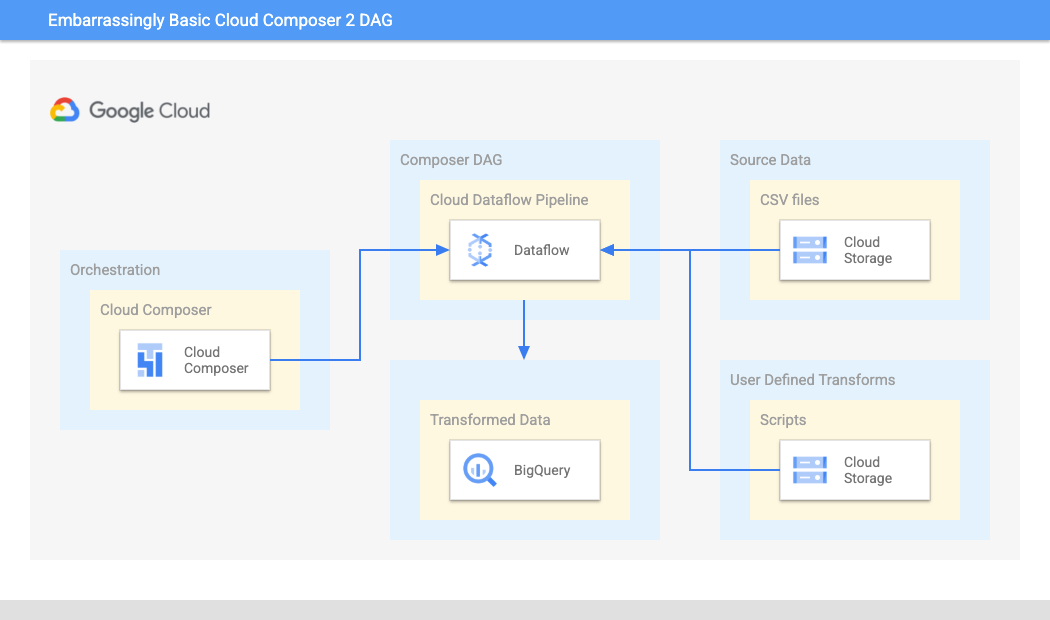 Embarrassingly Basic Cloud Composer 2 DAG
Google Cloud
Composer DAG
Cloud Dataflow Pipeline
Dataflow
Source Data
CSV files
Cloud
Storage
Orchestration
Cloud Composer
Cloud
Composer
Transformed Data
BigQuery
User Defined Transforms
Scripts
Cloud
Storage